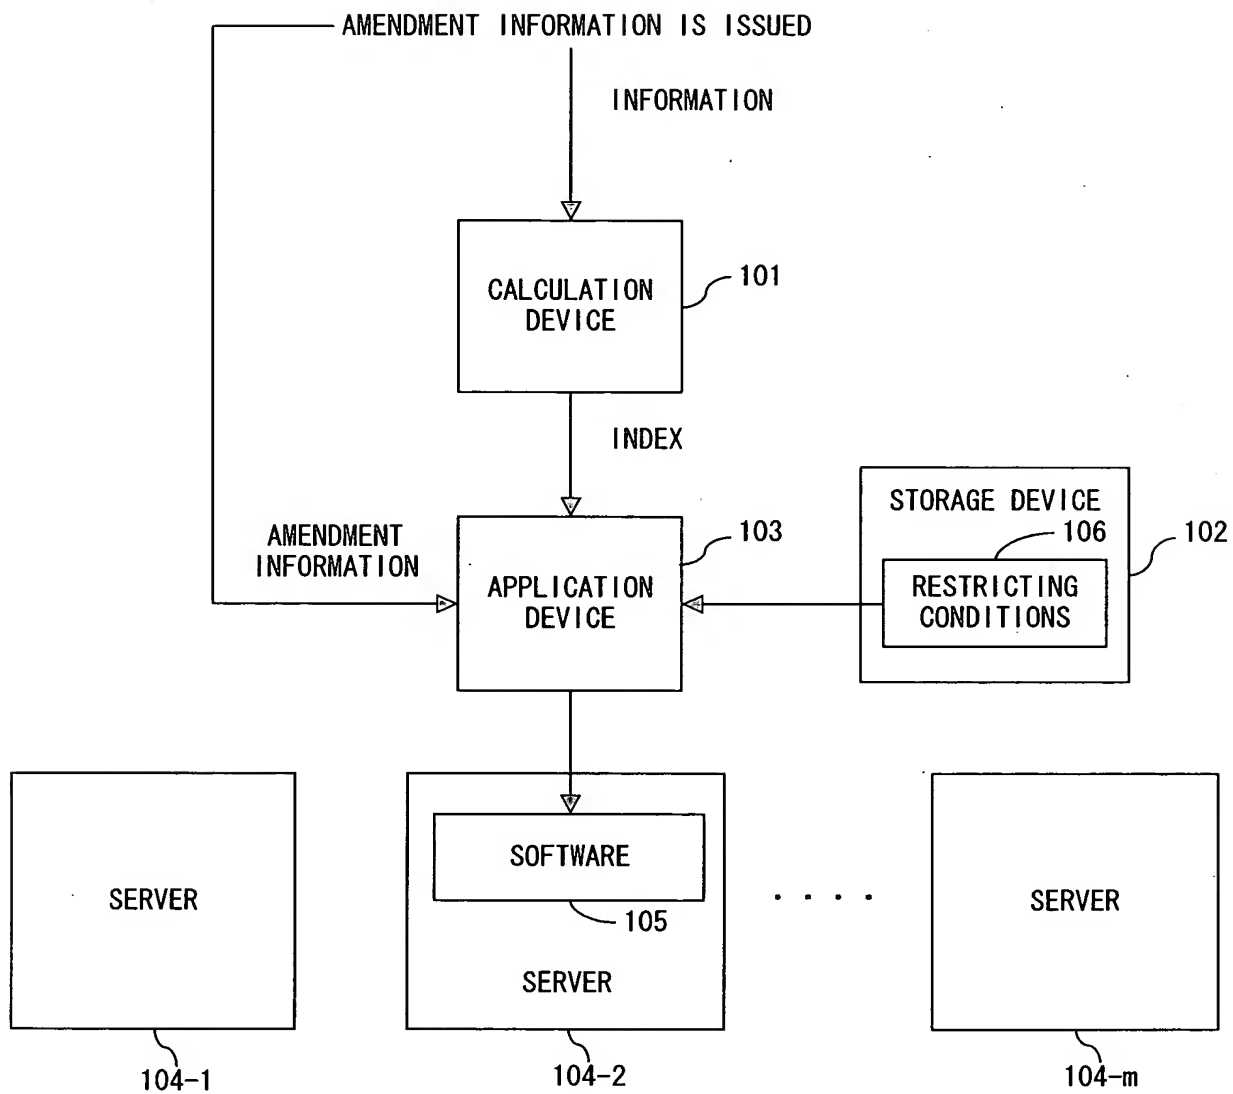 AMENDMENT INFORMATION IS ISSUED
INFORMATION
CALCULATION
DEVICE
101
INDEX
STORAGE DEVICE
106
102
RESTRICTING
CONDITIONS
AMENDMENT
INFORMATION
103
APPLICATION
DEVICE
SERVER
104-1
SOFTWARE
105
SERVER
104-2
· · · ·
SERVER
104-m